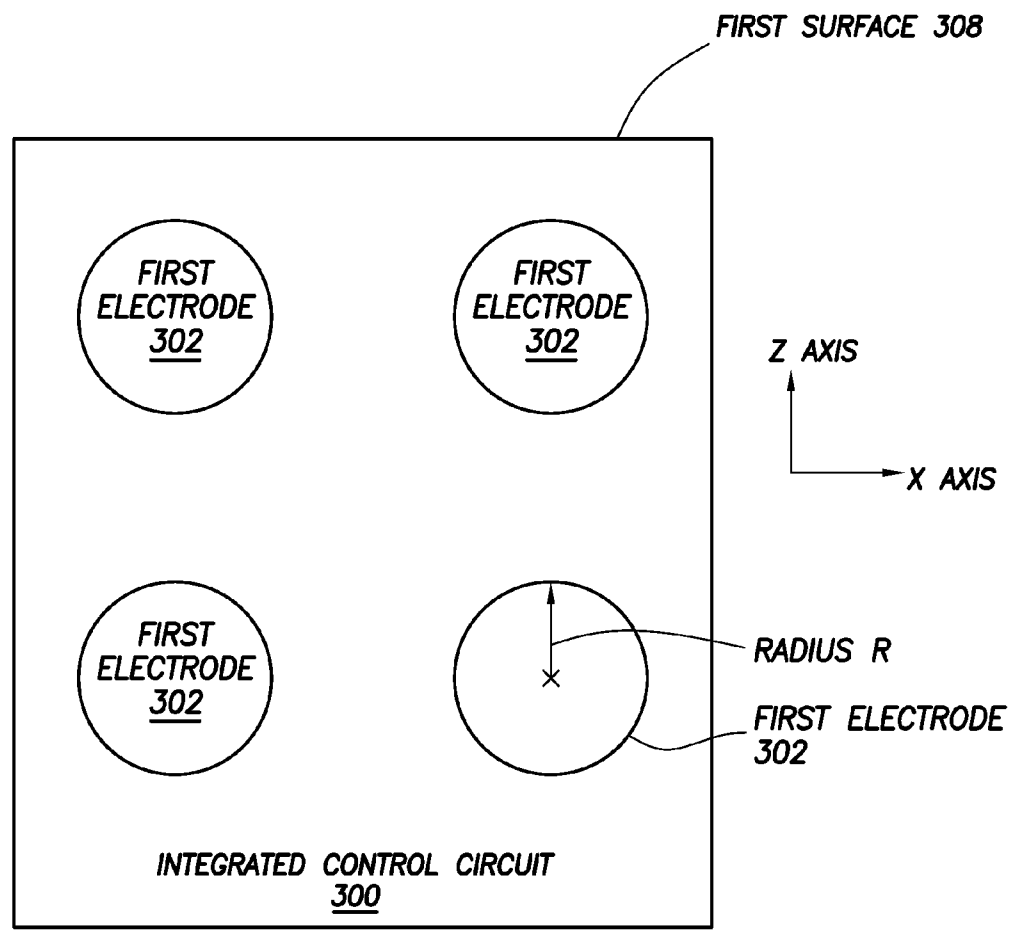 FIRST SURFACE 308
FIRST
ELECTRODE
302
FIRST
ELECTRODE
302
Z AXIS
X AXIS
FIRST
ELECTRODE
302
RADIUS R
FIRST ELECTRODE
302
INTEGRATED CONTROL CIRCUIT
300